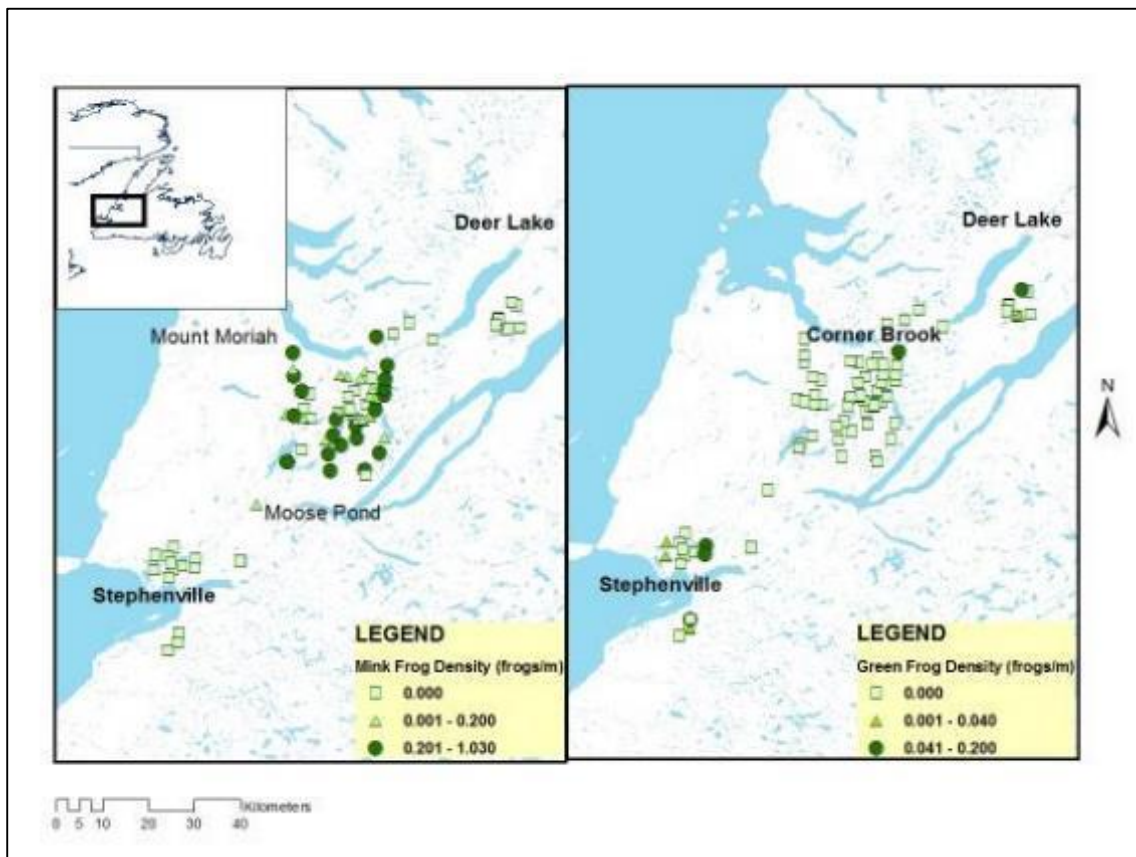 Deer Lake
Mount Moriah
Moose Pond
Stephenville
LEGEND
Mink Frog Density (frogs/m)
0.000
0.001 - 0.200
0.201 - 1.030
Deer Lake
Corner Brook
Stephenville
LEGEND
Green Frog Density (frogs/m)
0.000
0.001 - 0.040
0.041 - 0.200
N
Kilometers
0 5 10 20 30 40